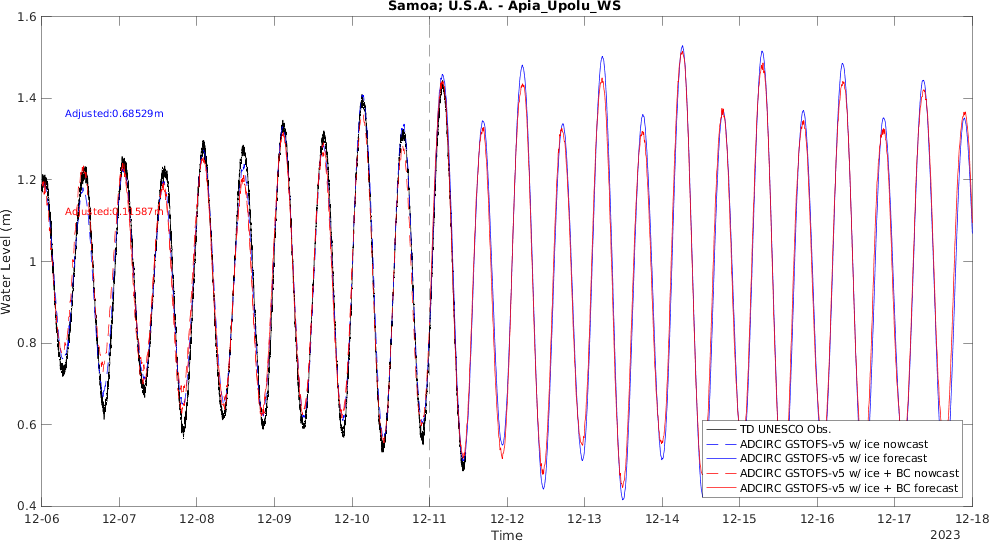 Samoa; U.S.A. - Apia_Upolu_WS
1.6
1.4
1.2
1
0.8
0.6
0.4
Water Level (m)
Adjusted:0.68529m
Adjusted:0.11587m
TD UNESCO Obs.
ADCIRC GSTOFS-v5 w/ ice nowcast
ADCIRC GSTOFS-v5 w/ ice forecast
ADCIRC GSTOFS-v5 w/ ice + BC nowcast
ADCIRC GSTOFS-v5 w/ ice + BC forecast
12-06 12-07 12-08 12-09 12-10 12-11 12-12 12-13 12-14 12-15 12-16 12-17 12-18
Time
2023